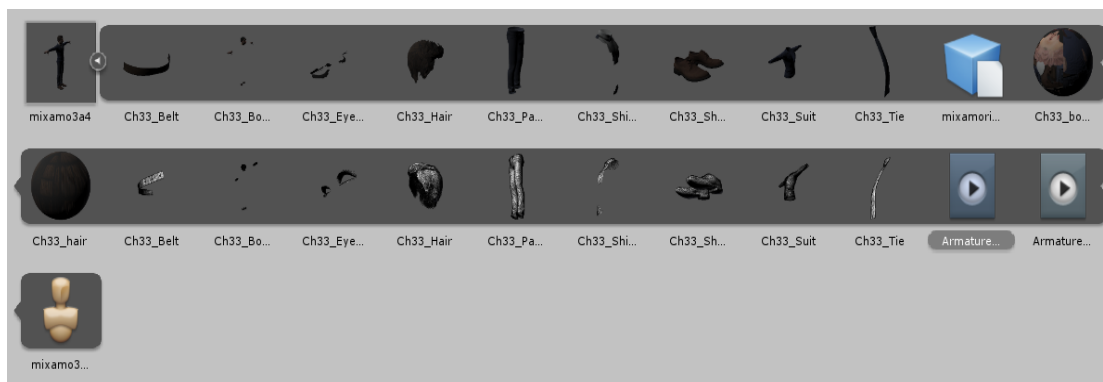 mixamo3a4 Ch33_Belt Ch33_Bo... Ch33_Eye... Ch33_Hair Ch33_Pa... Ch33_Shi... Ch33_Sh... Ch33_Suit Ch33_Tie mixamori... Ch33_bo...
Ch33_hair Ch33_Belt Ch33_Bo... Ch33_Eye... Ch33_Hair Ch33_Pa... Ch33_Shi... Ch33_Sh... Ch33_Suit Ch33_Tie Armature... Armature...
mixamo3...